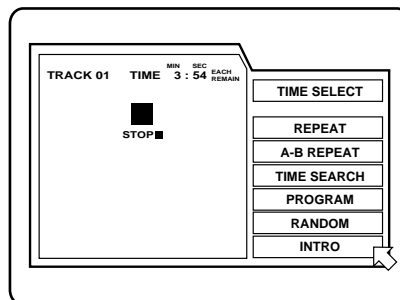 MIN SEC
TRACK 01 TIME 3 : 54 EACH REMAIN
STOP
TIME SELECT
REPEAT
A-B REPEAT
TIME SEARCH
PROGRAM
RANDOM
INTRO